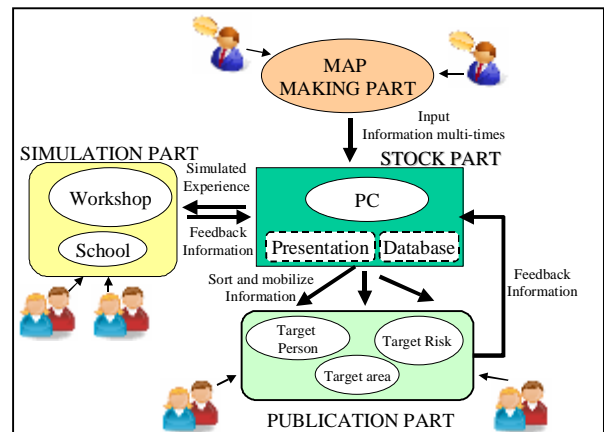 MAP
MAKING PART
Input
Information multi-times
SIMULATION PART
STOCK PART
Simulated
Experience
Workshop
School
Feedback
Information
PC
Presentation
Database
Sort and mobilize
Information
Feedback
Information
Target
Person
Target Risk
Target area
PUBLICATION PART